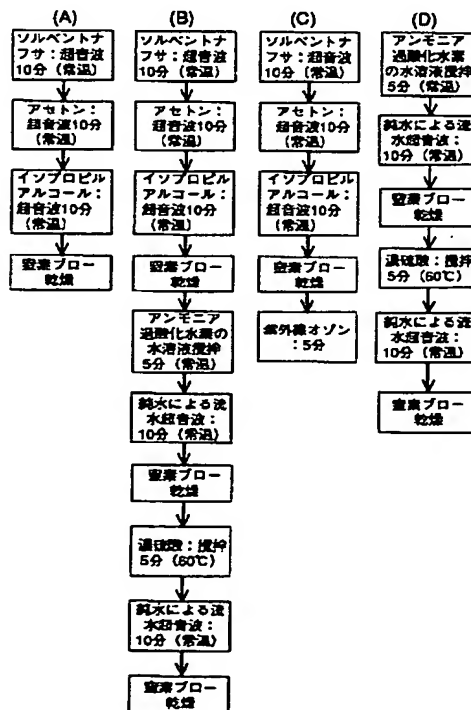 (A)
ソルベントナ
フサ：超音波
10分（常温）
アセトン：
超音波10分
（常温）
イソプロピル
アルコール：
超音波10分
（常温）
窒素ブロー
乾燥
(B)
ソルベントナ
フサ：超音波
10分（常温）
アセトン：
超音波10分
（常温）
イソプロピル
アルコール：
超音波10分
（常温）
窒素ブロー
乾燥
アンモニア
過酸化水素の
水溶液攪拌
5分（常温）
純水による流
水超音波：
10分（常温）
窒素ブロー
乾燥
濃硫酸：攪拌
5分（60℃）
純水による流
水超音波：
10分（常温）
窒素ブロー
乾燥
(C)
ソルベントナ
フサ：超音波
10分（常温）
アセトン：
超音波10分
（常温）
イソプロピル
アルコール：
超音波10分
（常温）
窒素ブロー
乾燥
紫外線オゾン
：5分
(D)
アンモニア
過酸化水素
の水溶液攪拌
5分（常温）
純水による流
水超音波：
10分（常温）
窒素ブロー
乾燥
濃硫酸：攪拌
5分（60℃）
純水による流
水超音波：
10分（常温）
窒素ブロー
乾燥